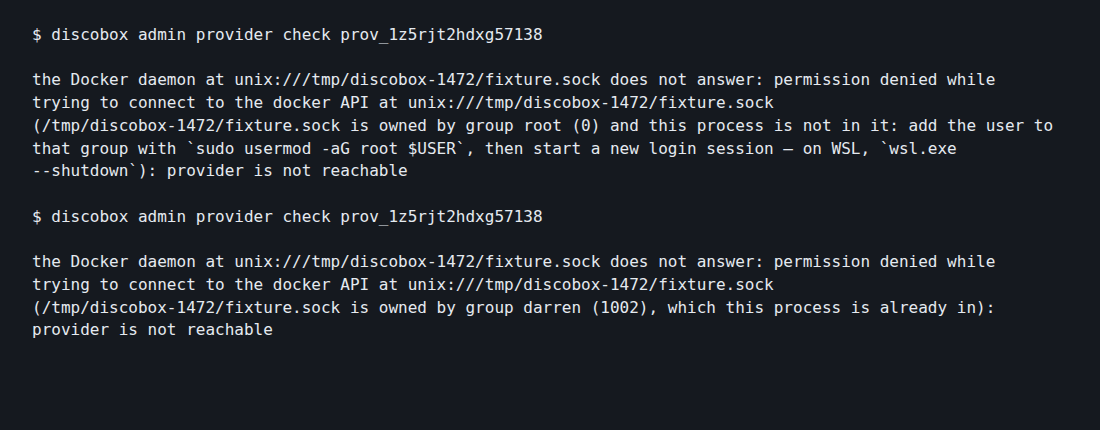 $ discobox admin provider check prov_1z5rjt2hdxg57138
the Docker daemon at unix:///tmp/discobox-1472/fixture.sock does not answer: permission denied while
trying to connect to the docker API at unix:///tmp/discobox-1472/fixture.sock
(/tmp/discobox-1472/fixture.sock is owned by group root (0) and this process is not in it: add the user to
that group with `sudo usermod -aG root $USER`, then start a new login session — on WSL, `wsl.exe
--shutdown`): provider is not reachable
$ discobox admin provider check prov_1z5rjt2hdxg57138
the Docker daemon at unix:///tmp/discobox-1472/fixture.sock does not answer: permission denied while
trying to connect to the docker API at unix:///tmp/discobox-1472/fixture.sock
(/tmp/discobox-1472/fixture.sock is owned by group darren (1002), which this process is already in):
provider is not reachable